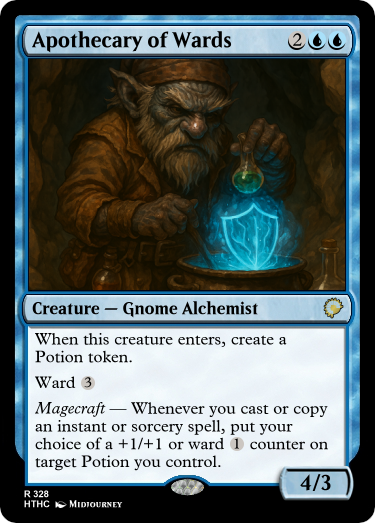 Apothecary of Wards 2
Creature — Gnome Alchemist
When this creature enters, create a
Potion token.
Ward 3
Magecraft — Whenever you cast or copy
an instant or sorcery spell, put your
choice of a +1/+1 or ward 1 counter on
target Potion you control.
4/3
R 328
HTHC Midjourney